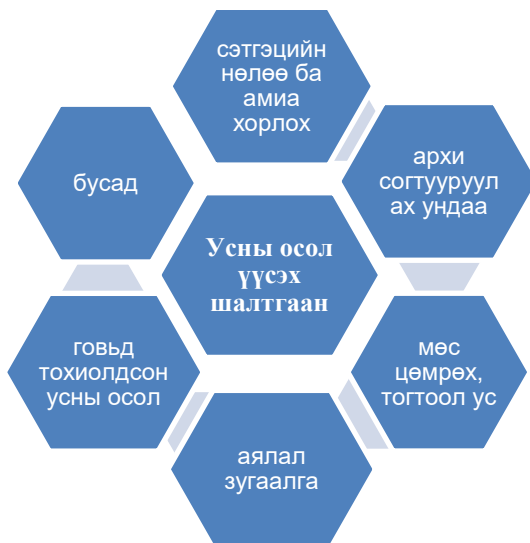 сэтгэцийн
нөлөө ба
амиа
хорлох
архи
согтууруул
ах ундаа
мөс
цөмрөх,
тогтоол ус
аялал
зугаалга
говьд
тохиолдсон
усны осол
бусад
Усны осол
үүсэх
шалтгаан